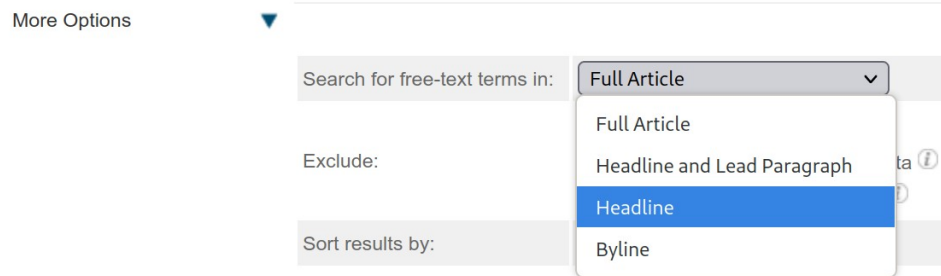 More Options
Search for free-text terms in: Full Article
Full Article
Headline and Lead Paragraph
Exclude:
ta
Headline
Sort results by:
Byline